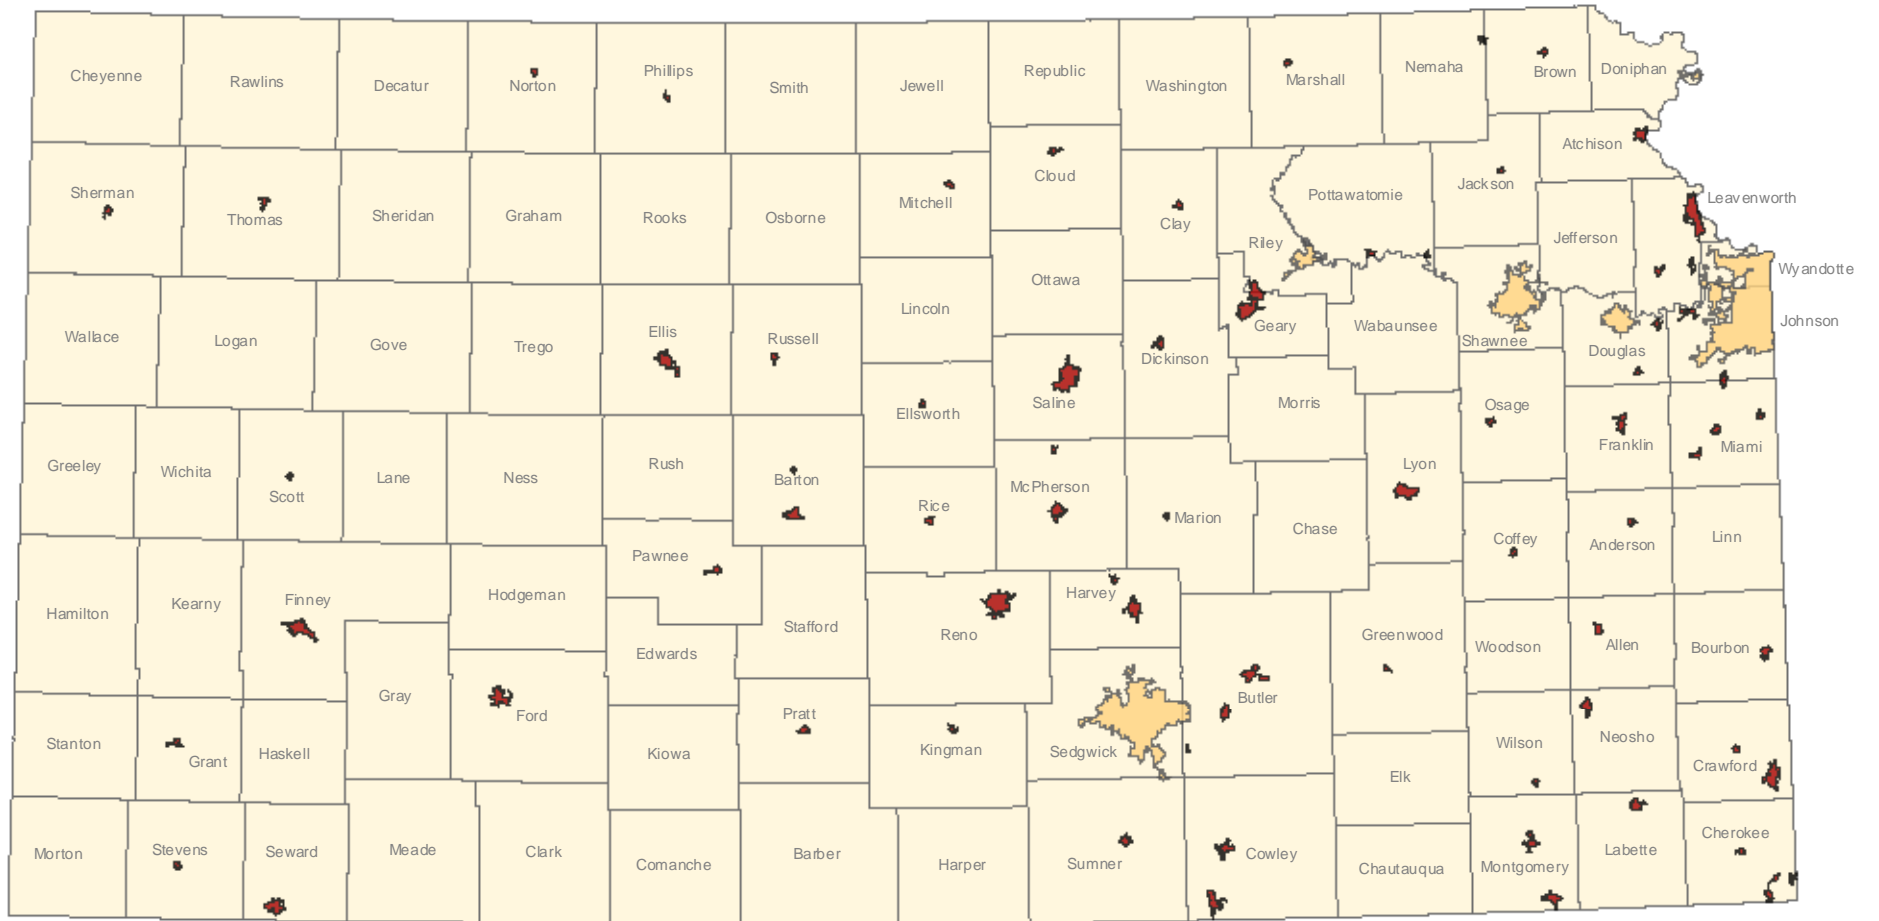 Cheyenne
Rawlins
Decatur
Norton
Phillips
Smith
Jewell
Republic
Washington
Marshall
Nemaha
Brown
Doniphan
Sherman
Thomas
Sheridan
Graham
Rooks
Osborne
Mitchell
Cloud
Clay
Riley
Pottawatomie
Jackson
Atchison
Jefferson
Leavenworth
Wyandotte
Wallace
Logan
Gove
Trego
Ellis
Russell
Lincoln
Ottawa
Dickinson
Geary
Wabaunsee
Shawnee
Douglas
Johnson
Ellsworth
Saline
Morris
Osage
Franklin
Miami
Greeley
Wichita
Scott
Lane
Ness
Rush
Barton
Rice
McPherson
Marion
Chase
Lyon
Coffey
Anderson
Linn
Hamilton
Kearny
Finney
Hodgeman
Pawnee
Edwards
Stafford
Reno
Harvey
Greenwood
Woodson
Allen
Bourbon
Stanton
Grant
Haskell
Gray
Ford
Kiowa
Pratt
Kingman
Sedgwick
Butler
Elk
Wilson
Neosho
Crawford
Morton
Stevens
Seward
Meade
Clark
Comanche
Barber
Harper
Sumner
Cowley
Chautauqua
Montgomery
Labette
Cherokee